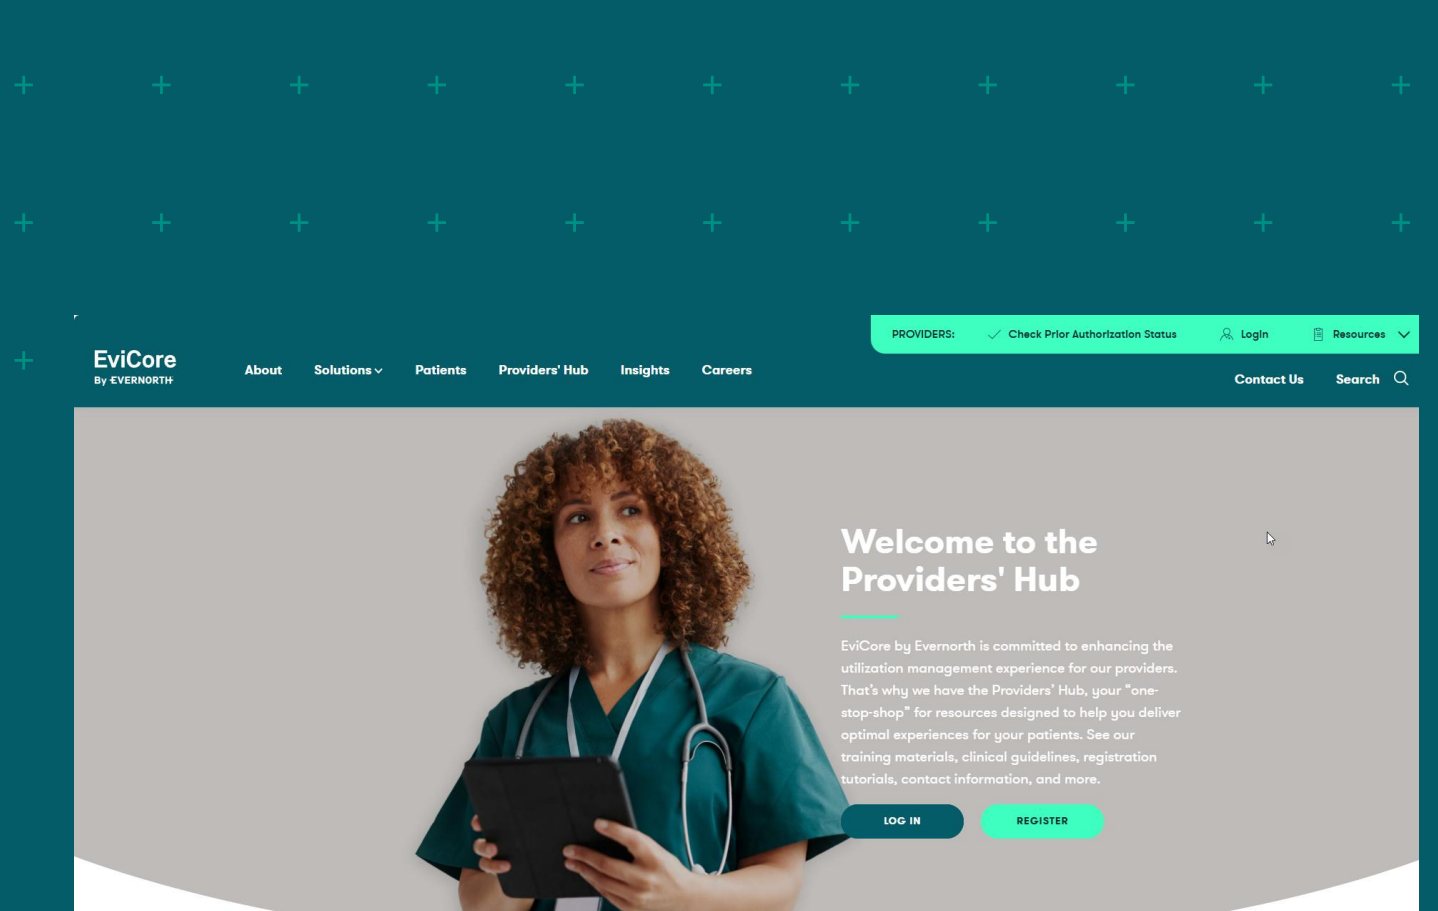 PROVIDERS: Check Prior Authorization Status Login Resources
EviCore
By EVERNORTH
About Solutions Patients Providers' Hub Insights Careers
Contact Us Search
Welcome to the
Providers' Hub
EviCore by Evernorth is committed to enhancing the
utilization management experience for our providers.
That's why we have the Providers' Hub, your "one-
stop-shop" for resources designed to help you deliver
optimal experiences for your patients. See our
training materials, clinical guidelines, registration
tutorials, contact information, and more.
LOG IN REGISTER